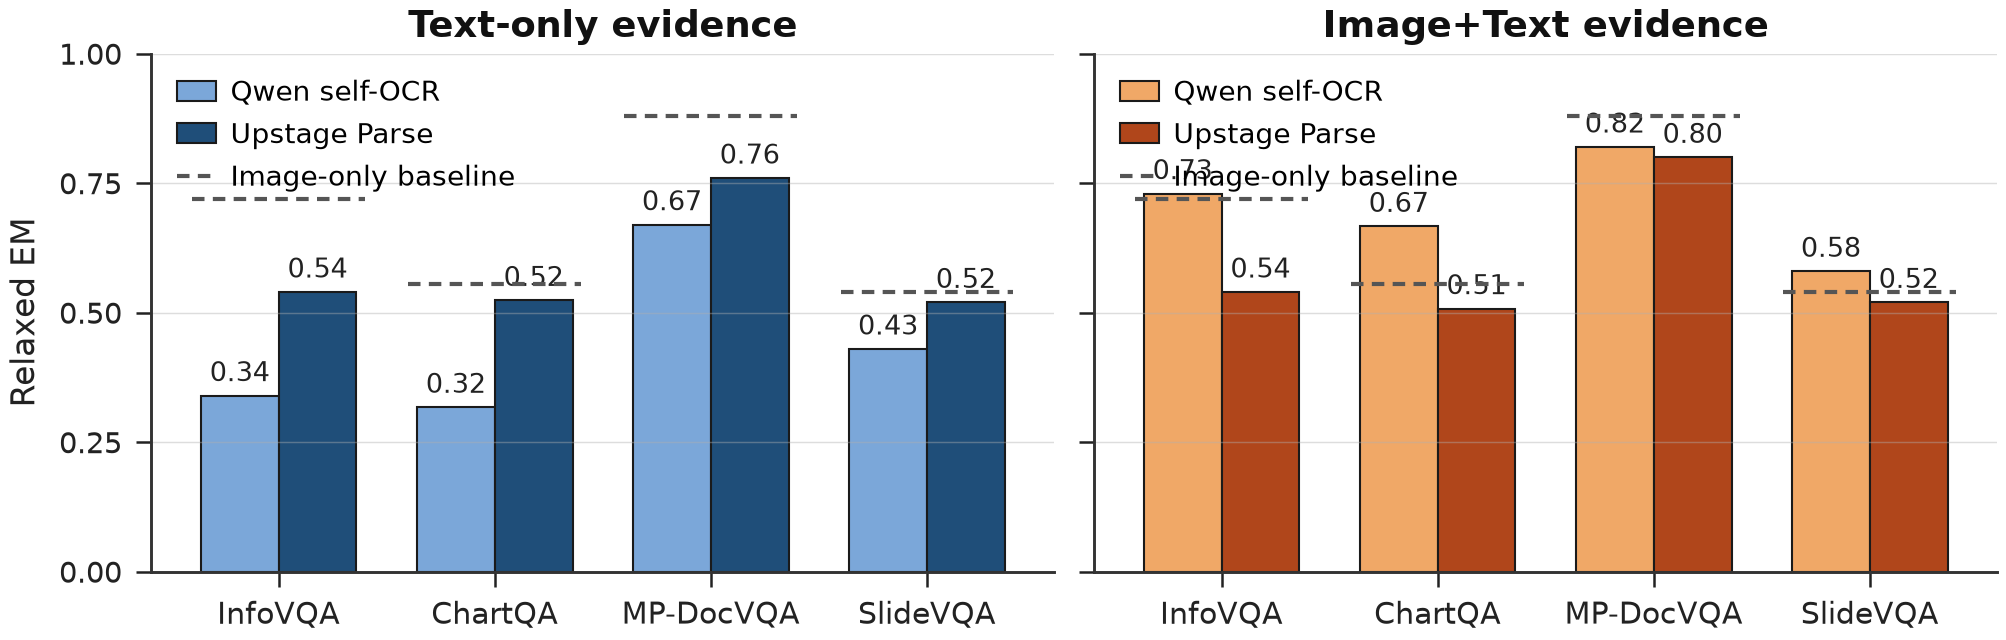 Text-only evidence
Image+Text evidence
Relaxed EM
1.00
0.75
0.50
0.25
0.00
Qwen self-OCR
Upstage Parse
Image-only baseline
0.34
0.54
0.32
0.52
0.67
0.76
0.43
0.52
InfoVQA
ChartQA
MP-DocVQA
SlideVQA
Qwen self-OCR
Upstage Parse
Image-only baseline
0.73
0.54
0.67
0.51
0.82
0.80
0.58
0.52
InfoVQA
ChartQA
MP-DocVQA
SlideVQA